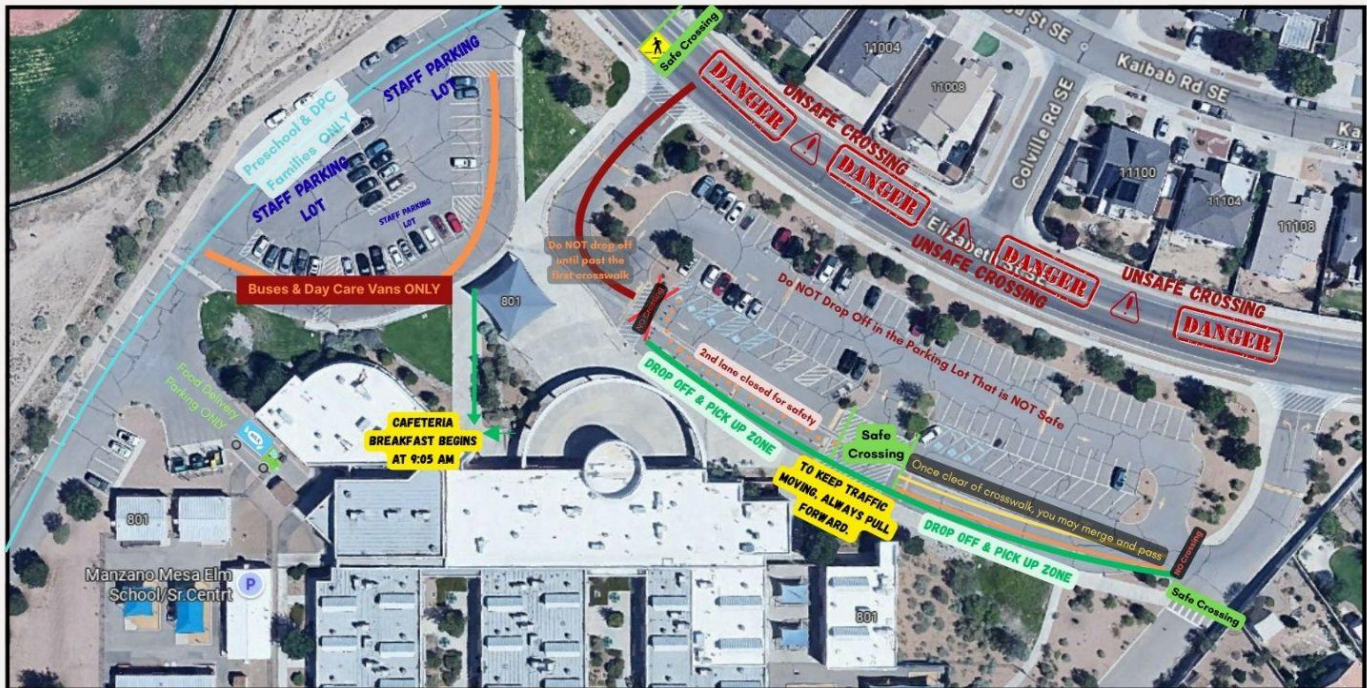 Safe Crossing
11004
Kaibab Rd SE
11008
STAFF PARKING
LOT
DANGER
UNSAFE CROSSING
Preschool & DPC
Families ONLY
STAFF PARKING
LOT
STAFF PARKING
LOT
DANGER
Colville Rd SE
11100
11104
11108
Do NOT drop off
until past the
first crosswalk
Elizabeth St SE
UNSAFE CROSSING
DANGER
UNSAFE CROSSING
DANGER
Buses & Day Care Vans ONLY
801
Do NOT Drop Off in the Parking Lot That is NOT Safe
2nd lane closed for safety
DROP OFF & PICK UP ZONE
Food Delivery
Parking ONLY
CAFETERIA
BREAKFAST BEGINS
AT 9:05 AM
Safe
Crossing
Once clear of crosswalk, you may merge and pass
TO KEEP TRAFFIC
MOVING, ALWAYS PULL
FORWARD.
DROP OFF & PICK UP ZONE
NO crossing
Safe Crossing
801
Manzano Mesa Elm
School/Sr.Centrt
P
801